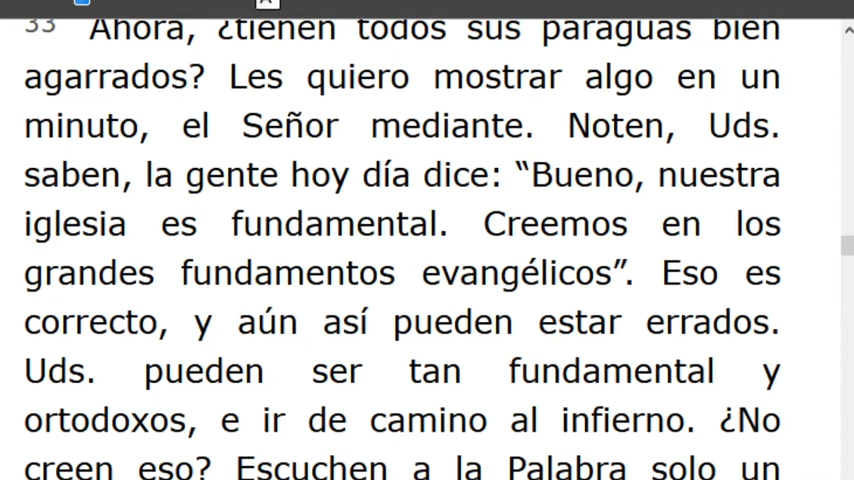 33 Ahora, ¿tienen todos sus paraguas bien
agarrados? Les quiero mostrar algo en un
minuto, el Señor mediante. Noten, Uds.
saben, la gente hoy día dice: “Bueno, nuestra
iglesia es fundamental. Creemos en los
grandes fundamentos evangélicos”. Eso es
correcto, y aún así pueden estar errados.
Uds. pueden ser tan fundamental y
ortodoxos, e ir de camino al infierno. ¿No
creen eso? Escuchen a la Palabra solo un